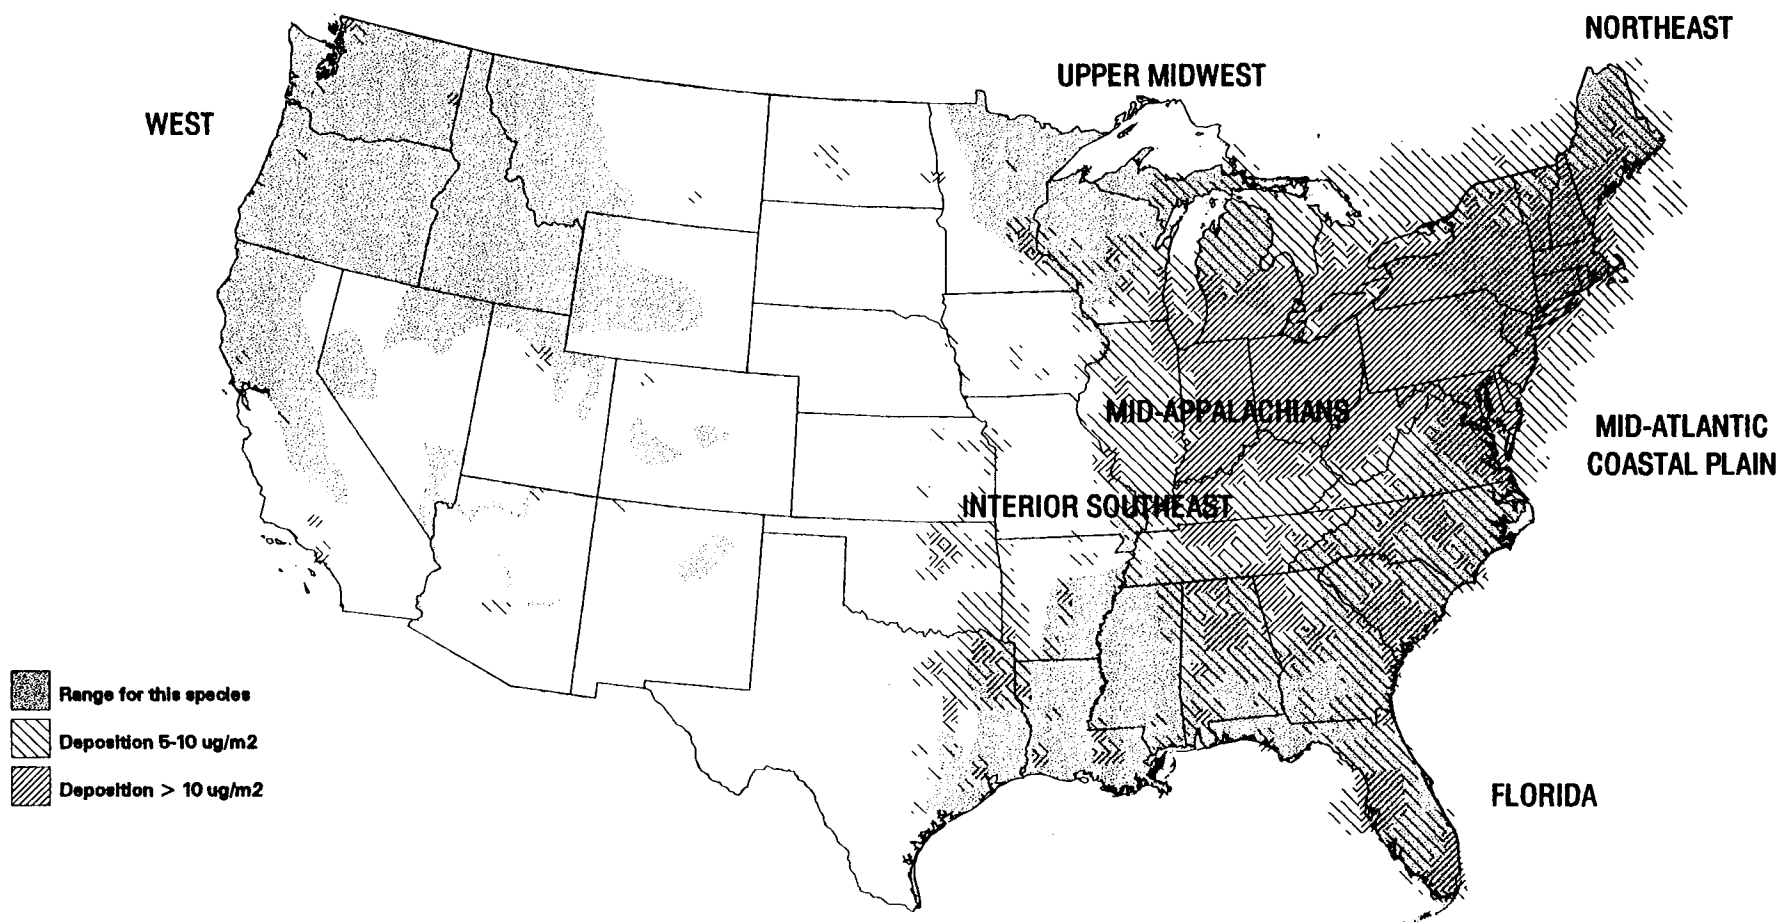 NORTHEAST
UPPER MIDWEST
WEST
MID-APPALACHIANS
MID-ATLANTIC
COASTAL PLAIN
INTERIOR SOUTHEAST
Range for this species
Deposition 5-10 ug/m2
Deposition > 10 ug/m2
FLORIDA